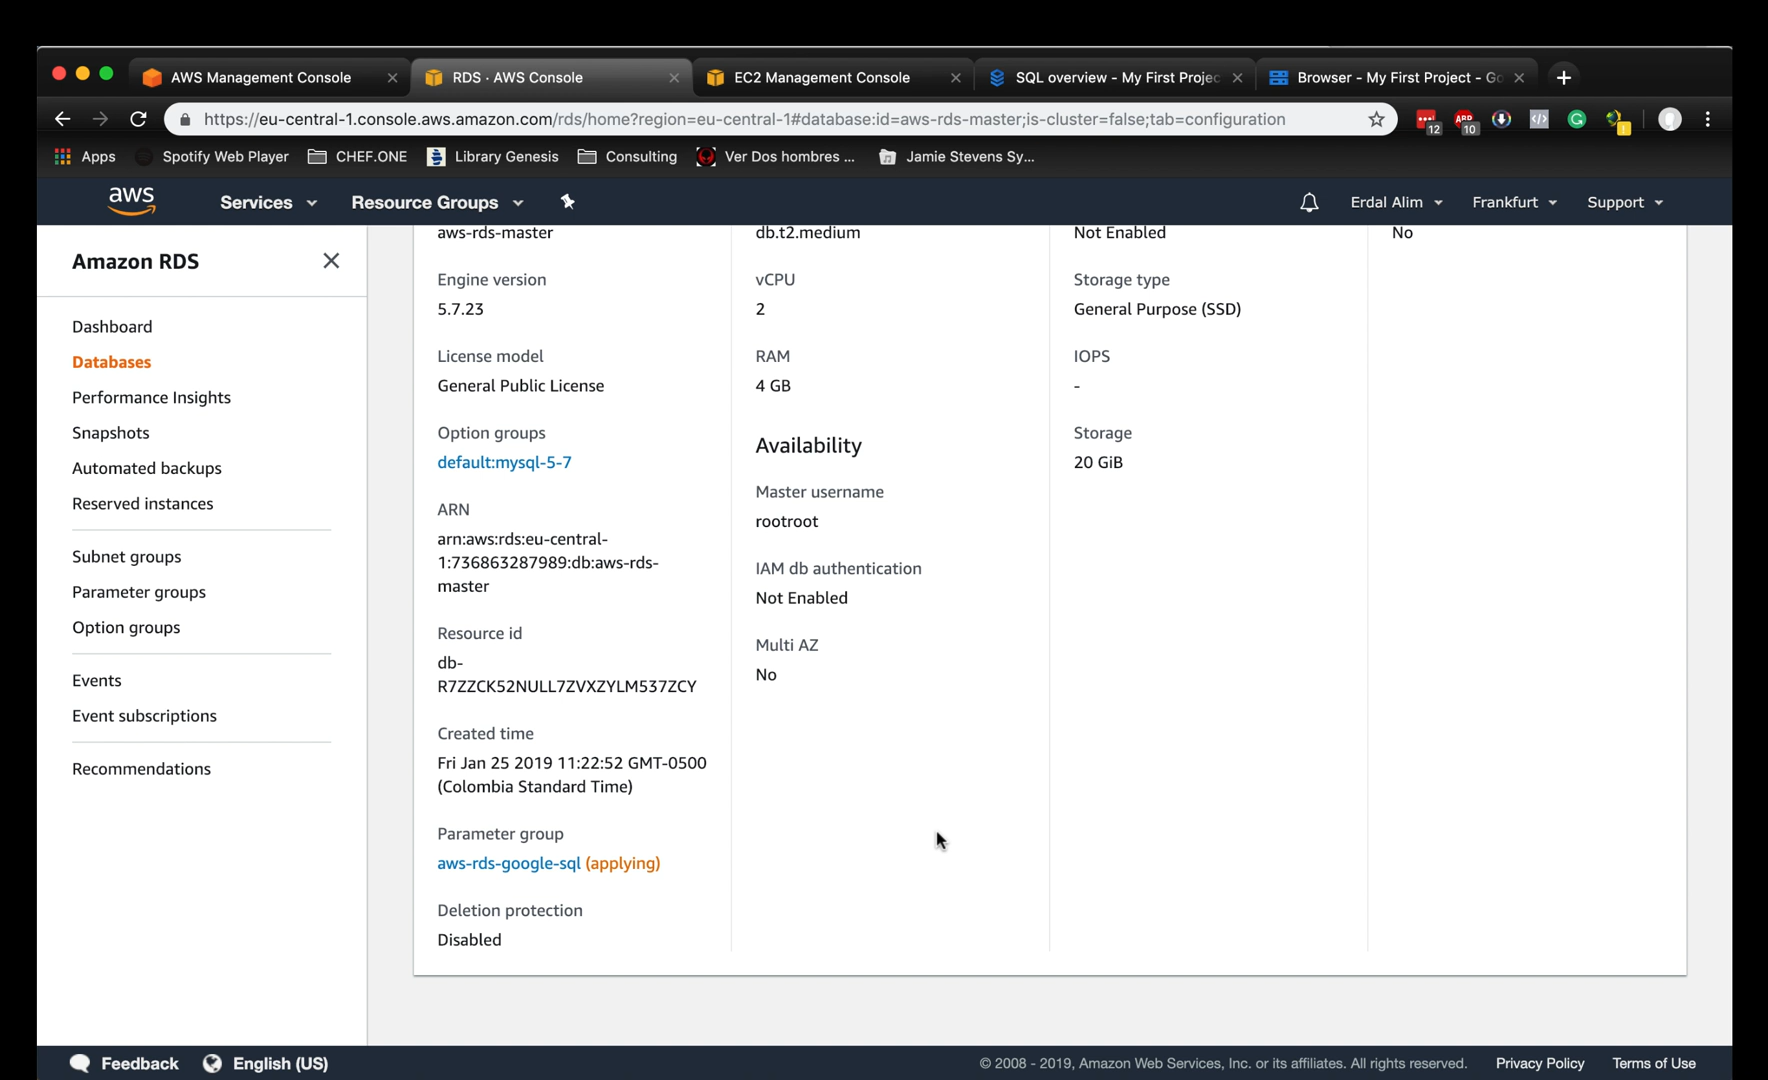 AWS Management Console
RDS · AWS Console
EC2 Management Console
SQL overview - My First Projec
Browser - My First Project - Go
https://eu-central-1.console.aws.amazon.com/rds/home?region=eu-central-1#database:id=aws-rds-master;is-cluster=false;tab=configuration
12
ABP
10
Apps
Spotify Web Player
CHEF.ONE
Library Genesis
Consulting
Ver Dos hombres ...
Jamie Stevens Sy...
aws
Services
Resource Groups
Erdal Alim
Frankfurt
Support
Amazon RDS
Dashboard
Databases
Performance Insights
Snapshots
Automated backups
Reserved instances
Subnet groups
Parameter groups
Option groups
Events
Event subscriptions
Recommendations
aws-rds-master
Engine version
5.7.23
License model
General Public License
Option groups
default:mysql-5-7
ARN
arn:aws:rds:eu-central-
1:736863287989:db:aws-rds-
master
Resource id
db-
R7ZZCK52NULL7ZVXZYLM537ZCY
Created time
Fri Jan 25 2019 11:22:52 GMT-0500
(Colombia Standard Time)
Parameter group
aws-rds-google-sql (applying)
Deletion protection
Disabled
db.t2.medium
vCPU
2
RAM
4 GB
Availability
Master username
rootroot
IAM db authentication
Not Enabled
Multi AZ
No
Not Enabled
Storage type
General Purpose (SSD)
IOPS
-
Storage
20 GiB
No
Feedback
English (US)
© 2008 - 2019, Amazon Web Services, Inc. or its affiliates. All rights reserved.
Privacy Policy
Terms of Use